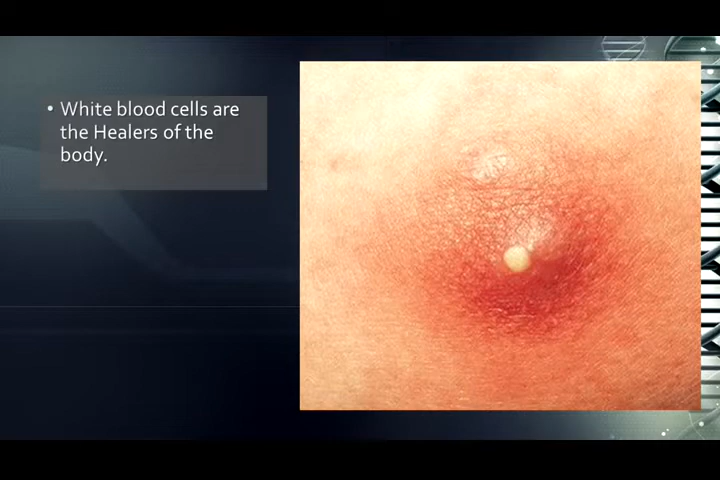 • White blood cells are
the Healers of the
body.